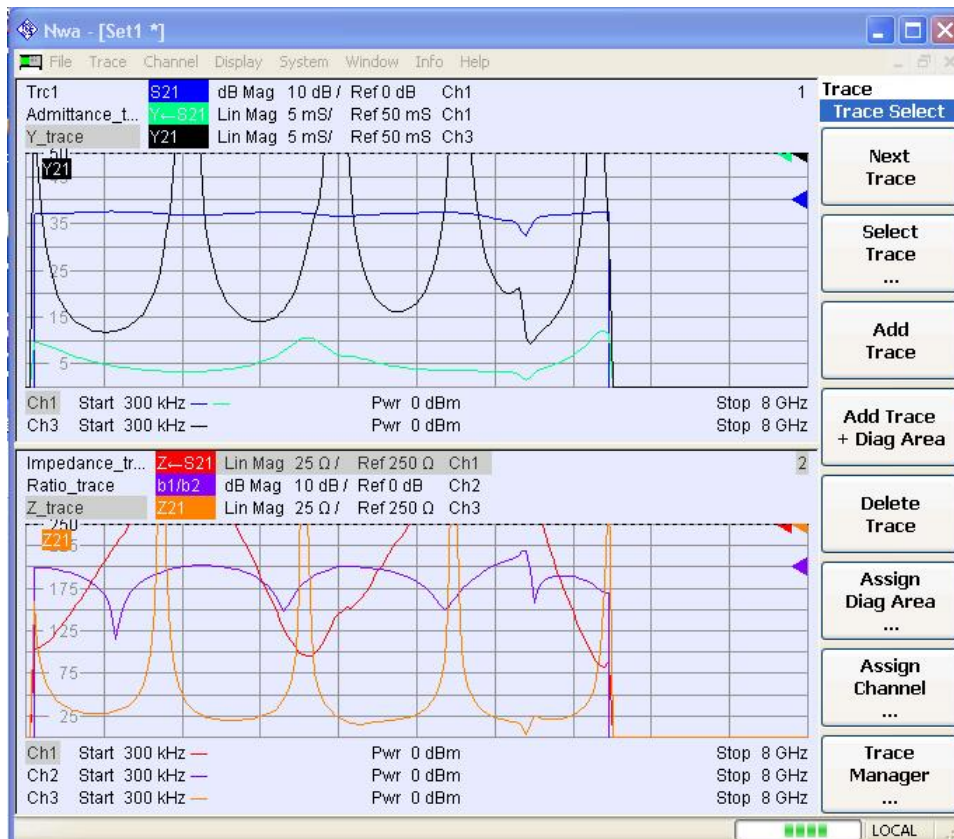 Nwa - [Set1 *]
File Trace Channel Display System Window Info Help
Trc1 S21 dB Mag 10 dB / Ref 0 dB Ch1 1
Admittance_t... Y←S21 Lin Mag 5 mS/ Ref 50 mS Ch1
Y_trace Y21 Lin Mag 5 mS/ Ref 50 mS Ch3
50
Y21
45
35
25
15
5
Ch1 Start 300 kHz Pwr 0 dBm Stop 8 GHz
Ch3 Start 300 kHz Pwr 0 dBm Stop 8 GHz
Impedance_tr... Z←S21 Lin Mag 25 Ω / Ref 250 Ω Ch1 2
Ratio_trace b1/b2 dB Mag 10 dB / Ref 0 dB Ch2
Z_trace Z21 Lin Mag 25 Ω / Ref 250 Ω Ch3
250
Z21
225
175
125
75
25
Ch1 Start 300 kHz Pwr 0 dBm Stop 8 GHz
Ch2 Start 300 kHz Pwr 0 dBm Stop 8 GHz
Ch3 Start 300 kHz Pwr 0 dBm Stop 8 GHz
Trace
Trace Select
Next
Trace
Select
Trace
...
Add
Trace
Add Trace
+ Diag Area
Delete
Trace
Assign
Diag Area
...
Assign
Channel
...
Trace
Manager
...
LOCAL